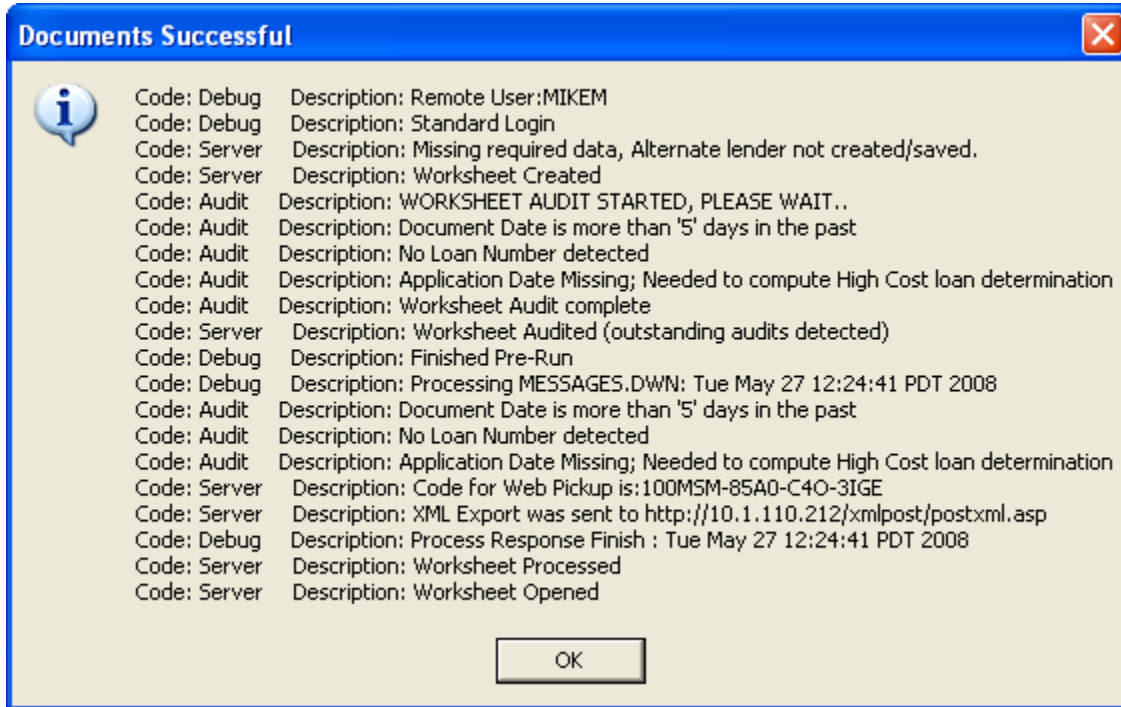 Documents Successful
Code: Debug Description: Remote User:MIKEM
Code: Debug Description: Standard Login
Code: Server Description: Missing required data, Alternate lender not created/saved.
Code: Server Description: Worksheet Created
Code: Audit Description: WORKSHEET AUDIT STARTED, PLEASE WAIT..
Code: Audit Description: Document Date is more than '5' days in the past
Code: Audit Description: No Loan Number detected
Code: Audit Description: Application Date Missing; Needed to compute High Cost loan determination
Code: Audit Description: Worksheet Audit complete
Code: Server Description: Worksheet Audited (outstanding audits detected)
Code: Debug Description: Finished Pre-Run
Code: Debug Description: Processing MESSAGES.DWN: Tue May 27 12:24:41 PDT 2008
Code: Audit Description: Document Date is more than '5' days in the past
Code: Audit Description: No Loan Number detected
Code: Audit Description: Application Date Missing; Needed to compute High Cost loan determination
Code: Server Description: Code for Web Pickup is:100MSM-85A0-C4O-3IGE
Code: Server Description: XML Export was sent to http://10.1.110.212/xmlpost/postxml.asp
Code: Debug Description: Process Response Finish : Tue May 27 12:24:41 PDT 2008
Code: Server Description: Worksheet Processed
Code: Server Description: Worksheet Opened
OK